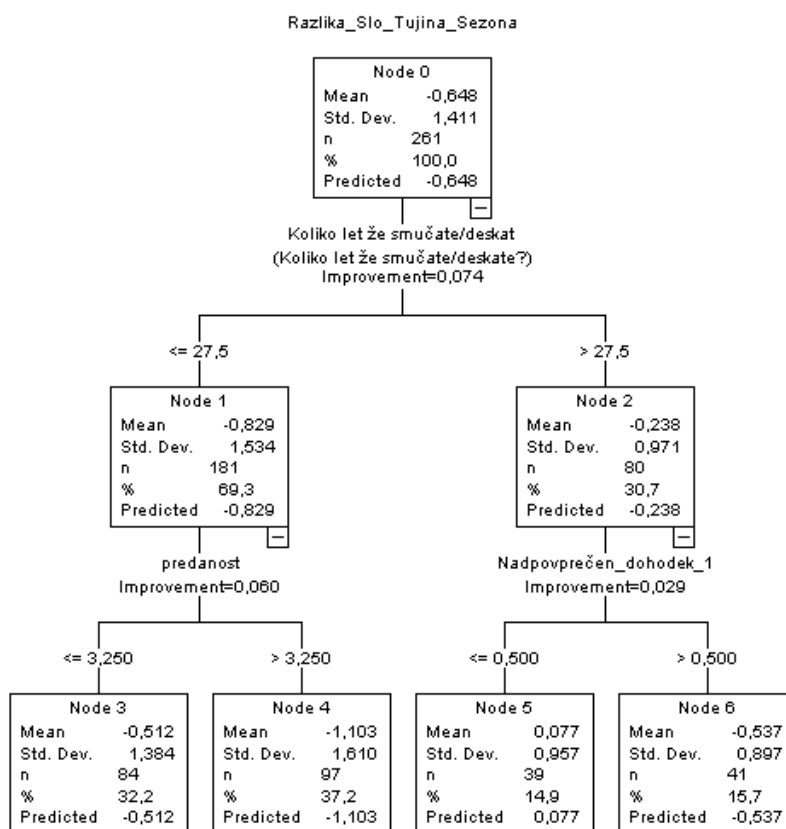 Razlika_Slo_Tujina_Sezona
Node 0
Mean -0,648
Std. Dev. 1,411
n 261
% 100,0
Predicted -0,648
Koliko let že smučate/deskat
(Koliko let že smučate/deskate?)
Improvement=0,074
<= 27,5
> 27,5
Node 1
Mean -0,829
Std. Dev. 1,534
n 181
% 69,3
Predicted -0,829
Node 2
Mean -0,238
Std. Dev. 0,971
n 80
% 30,7
Predicted -0,238
predanost
Improvement=0,060
Nadpovprečen_dohodek_1
Improvement=0,029
<= 3,250
> 3,250
<= 0,500
> 0,500
Node 3
Mean -0,512
Std. Dev. 1,384
n 84
% 32,2
Predicted -0,512
Node 4
Mean -1,103
Std. Dev. 1,610
n 97
% 37,2
Predicted -1,103
Node 5
Mean 0,077
Std. Dev. 0,957
n 39
% 14,9
Predicted 0,077
Node 6
Mean -0,537
Std. Dev. 0,897
n 41
% 15,7
Predicted -0,537